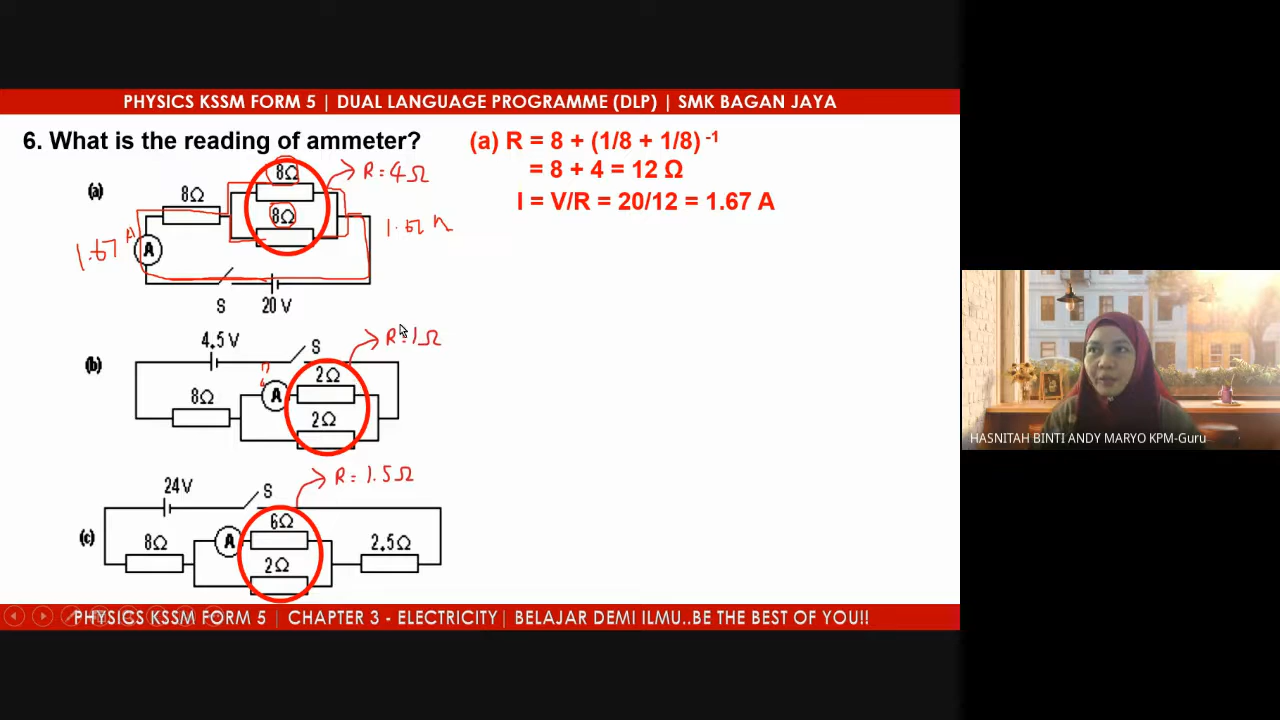 PHYSICS KSSM FORM 5 | DUAL LANGUAGE PROGRAMME (DLP) | SMK BAGAN JAYA
6. What is the reading of ammeter?
(a) R = 8 + (1/8 + 1/8) -1
= 8 + 4 = 12 Ω
I = V/R = 20/12 = 1.67 A
(a)
8Ω
8Ω
8Ω
R = 4Ω
A
1.67 A
S
20 V
(b)
4.5 V
S
R = 1Ω
8Ω
A
2Ω
2Ω
(c)
24V
S
R = 1.5Ω
8Ω
A
6Ω
2Ω
2.5Ω
PHYSICS KSSM FORM 5 | CHAPTER 3 - ELECTRICITY| BELAJAR DEMI ILMU..BE THE BEST OF YOU!!
HASNITAH BINTI ANDY MARYO KPM-Guru